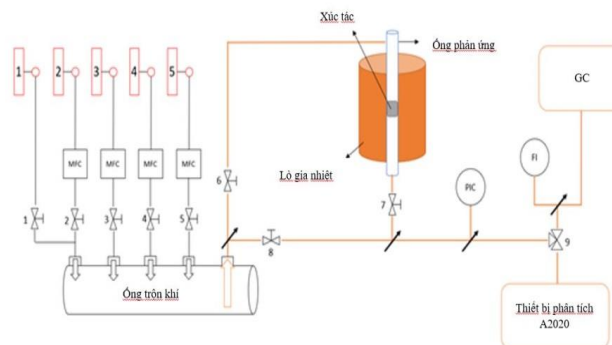 Xúc tác
Ống phản ứng
GC
1
2
3
4
5
MFC
MFC
MFC
MFC
Lò gia nhiệt
FI
PIC
6
7
1
2
3
4
5
8
9
Ống trộn khí
Thiết bị phân tích
A2020